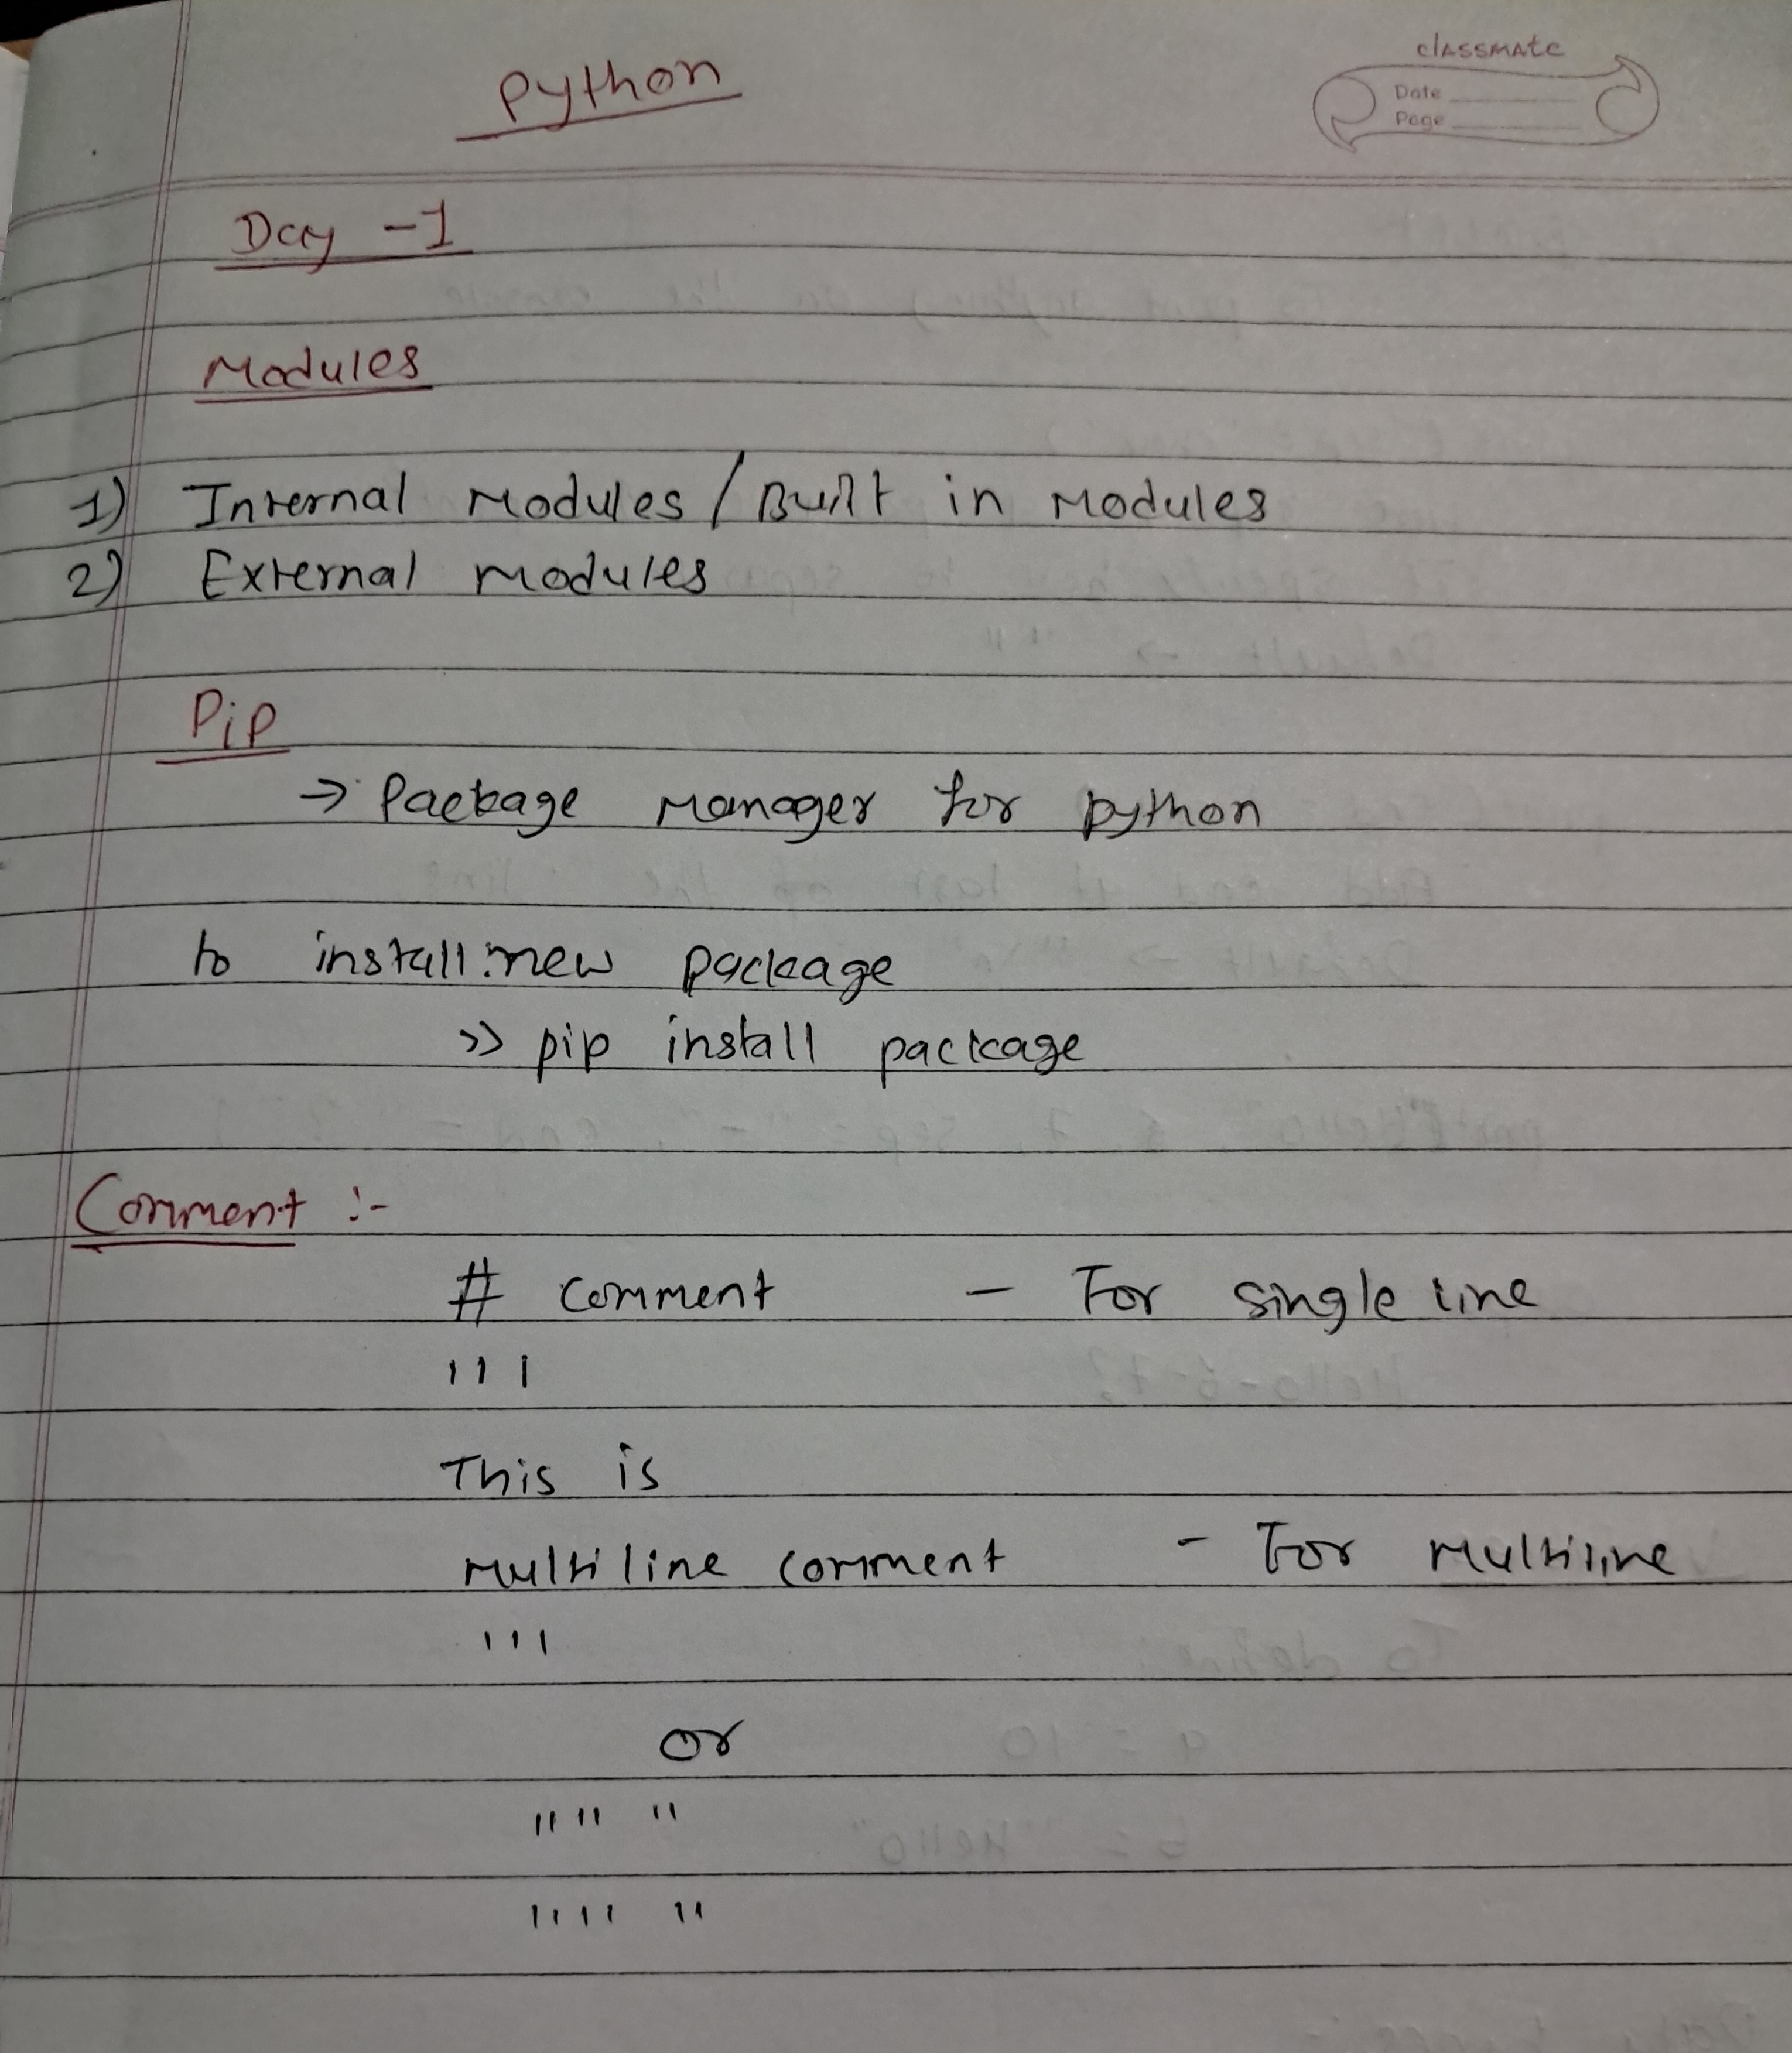 Python
classmate
Date
Page
Day - 1
Modules
1) Internal Modules / Built in Modules
2) External modules
Pip
→ Package Manager for python
to install new package
>> pip install package
Comment :-
# comment - For single line
'''
This is
Multiline comment - For Multiline
'''
or
" " "
" " "